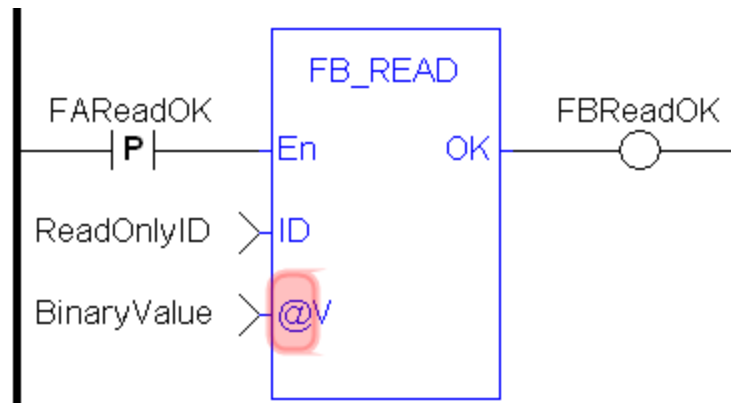 FB_READ
FAReadOK
FBReadOK
P
En
OK
ReadOnlyID
ID
BinaryValue
@V